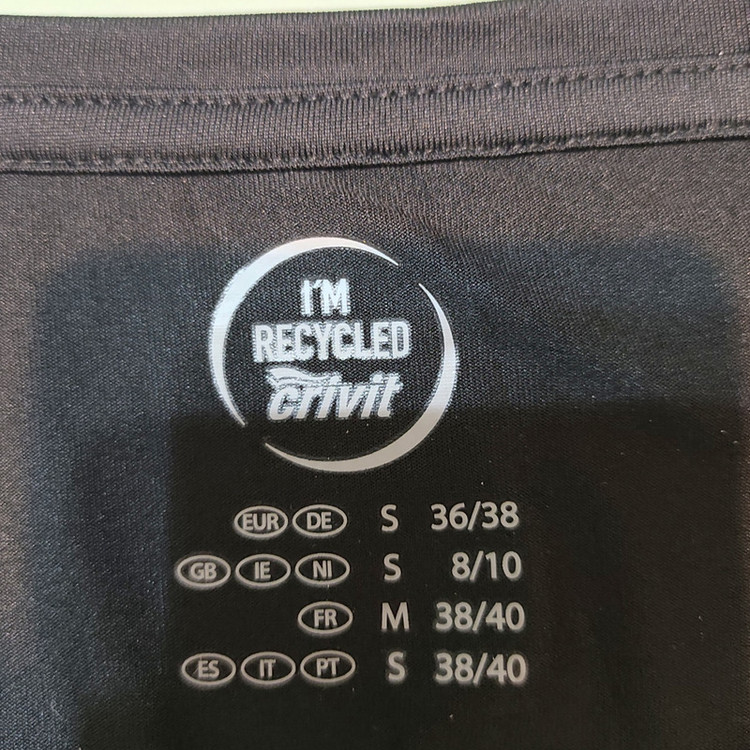 I'M
RECYCLED
crivit
EUR DE S 36/38
GB IE NI S 8/10
FR M 38/40
ES IT PT S 38/40